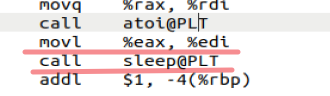 movq %rax, %rdi
call atoi@PLT
movl %eax, %edi
call sleep@PLT
addl $1, -4(%rbp)